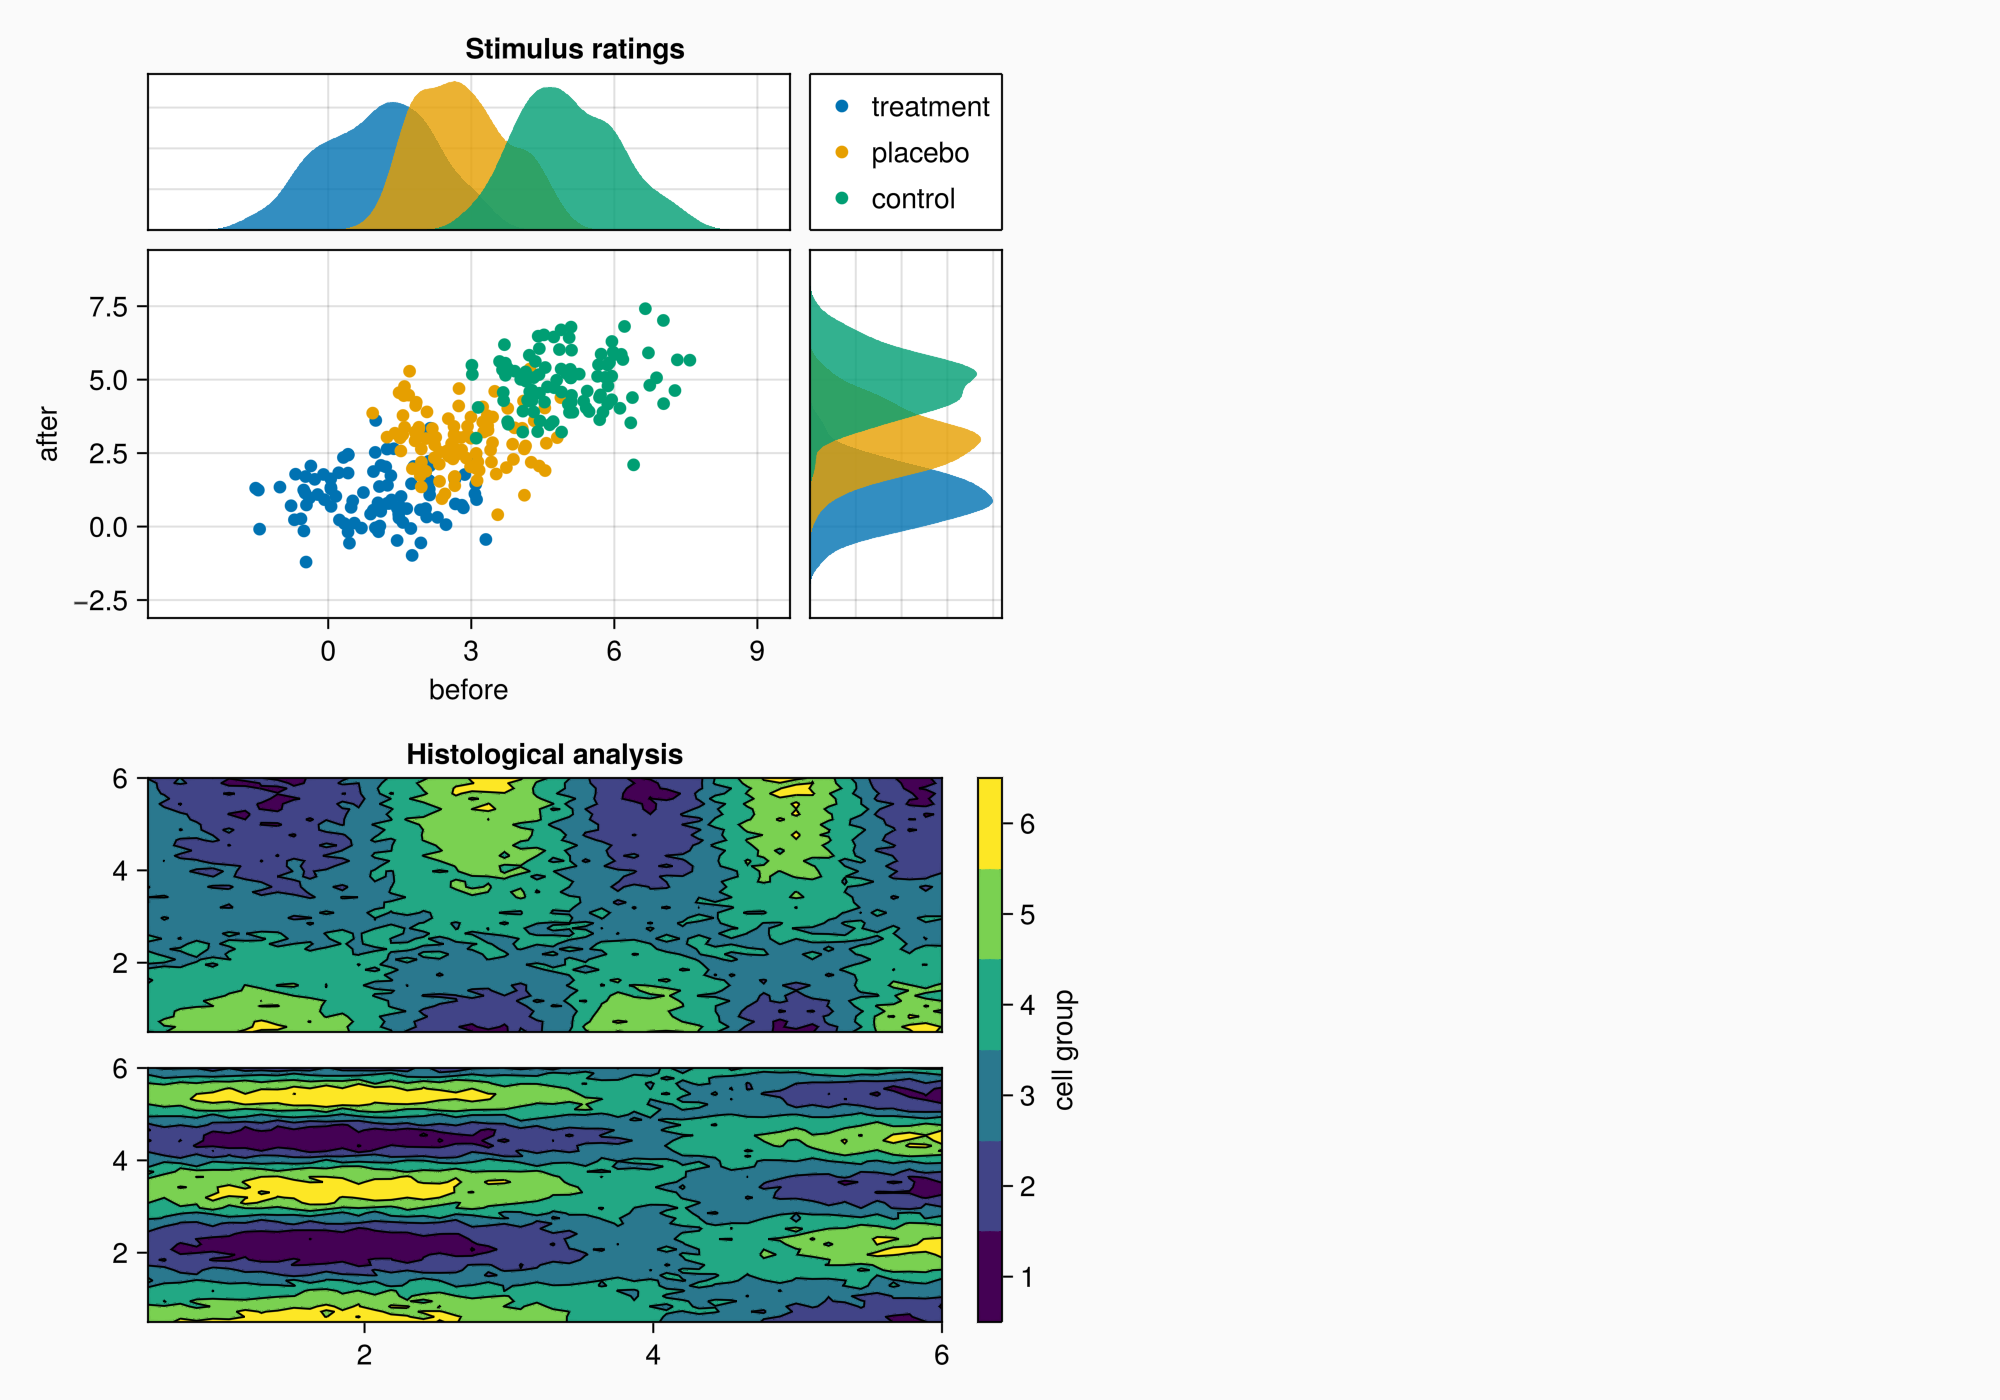 Stimulus ratings
treatment
placebo
control
7.5
5.0
2.5
0.0
−2.5
after
0 3 6 9
before
Histological analysis
6
4
2
6
4
2
2 4 6
6
5
4
3
2
1
cell group